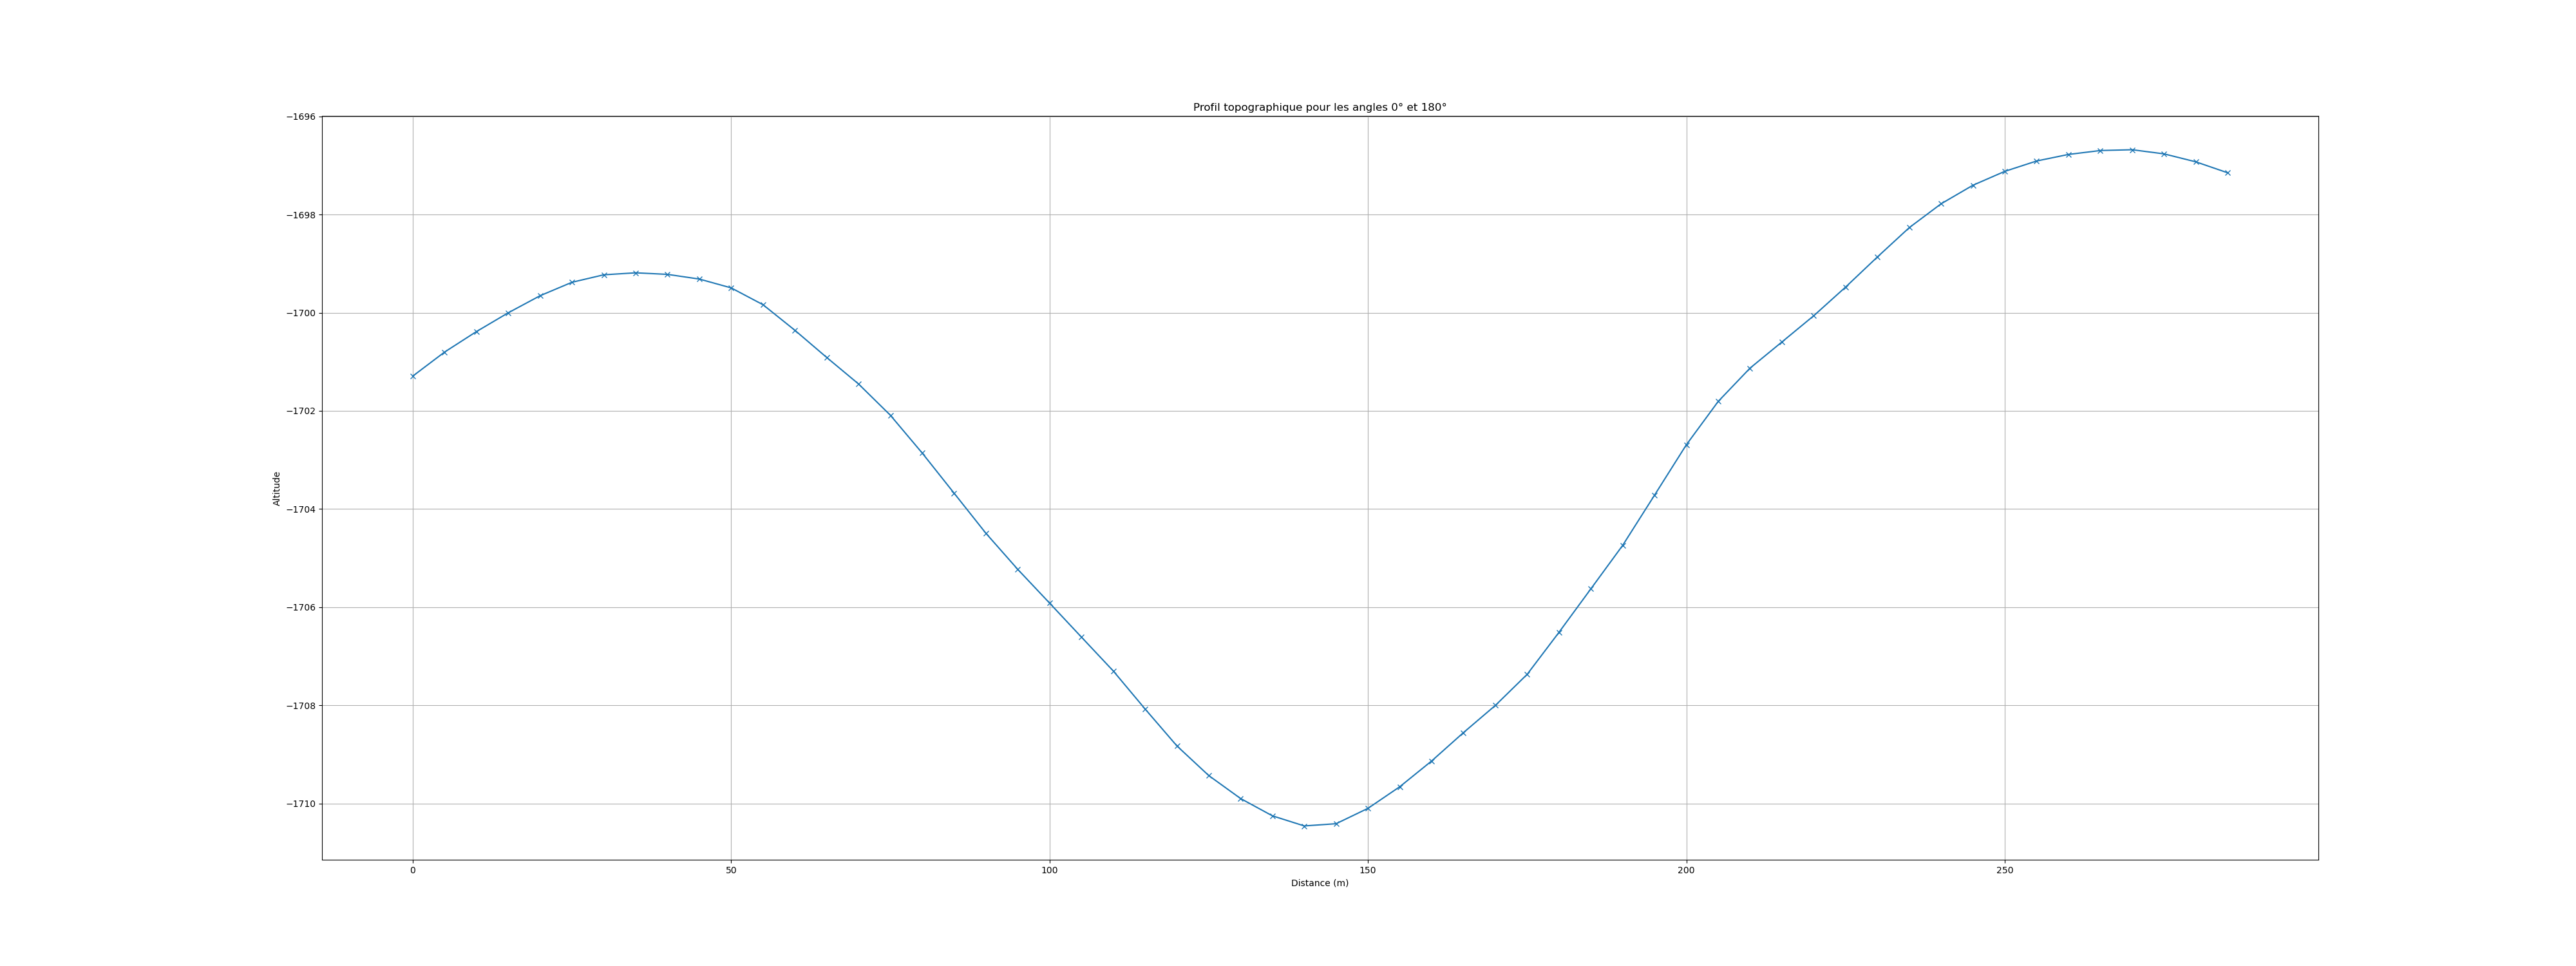 Profil topographique pour les angles 0° et 180°
−1696
−1698
−1700
−1702
−1704
−1706
−1708
−1710
Altitude
0 50 100 150 200 250
Distance (m)